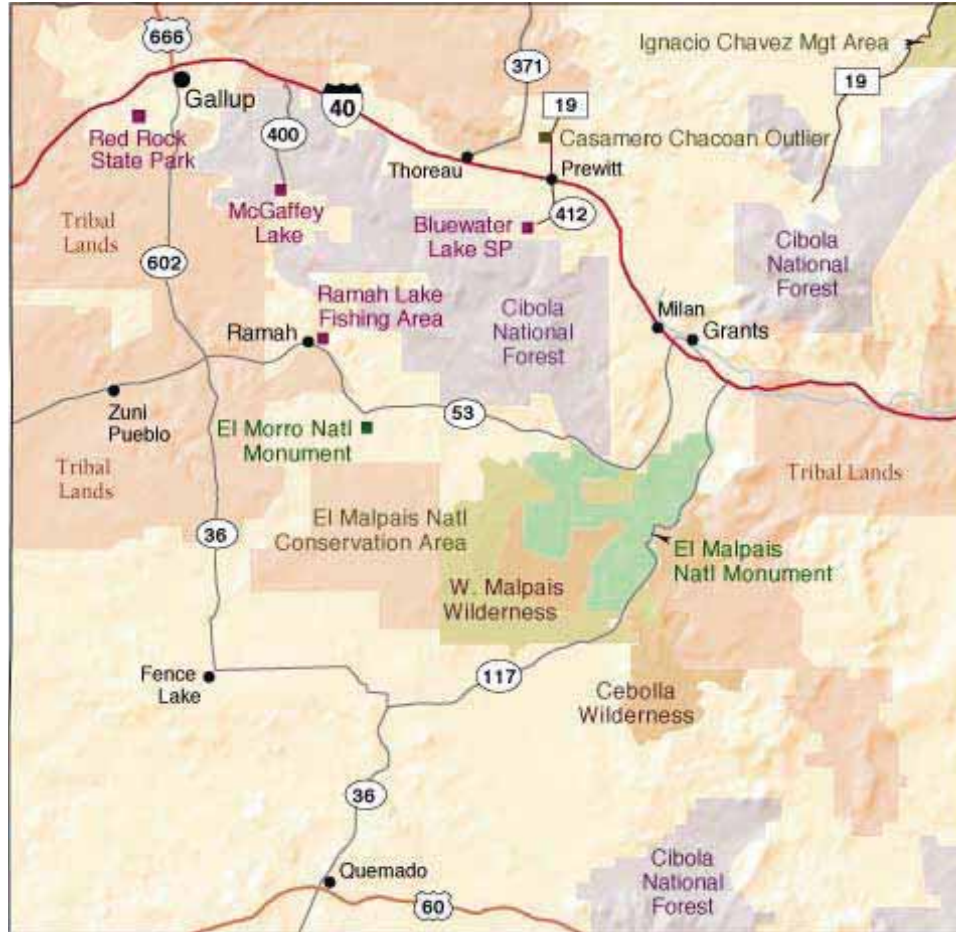 666
Gallup
Red Rock
State Park
400
40
371
Ignacio Chavez Mgt Area
19
19
Casamero Chacoan Outlier
Thoreau
Prewitt
412
Bluewater
Lake SP
McGaffey
Lake
Tribal
Lands
602
Cibola
National
Forest
Ramah Lake
Fishing Area
Ramah
Cibola
National
Forest
Milan
Grants
Zuni
Pueblo
53
El Morro Natl
Monument
Tribal
Lands
Tribal Lands
36
El Malpais Natl
Conservation Area
El Malpais
Natl Monument
W. Malpais
Wilderness
Fence
Lake
117
Cebolla
Wilderness
36
Quemado
60
Cibola
National
Forest